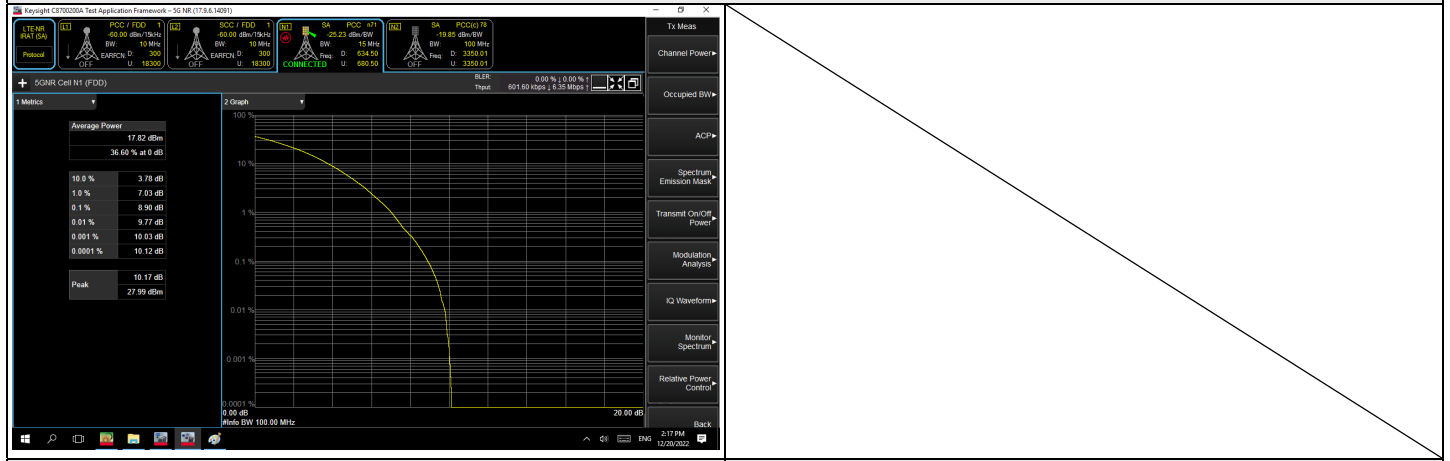 Keysight C8700200A Test Application Framework – 5G NR (17.9.6.14091)
LTE-NR IRAT (SA)
Protocol
L1 PCC / FDD 1
-60.00 dBm/15kHz
BW: 10 MHz
EARFCN: D: 300
U: 18300
OFF
L2 SCC / FDD 1
-60.00 dBm/15kHz
BW: 10 MHz
EARFCN: D: 300
U: 18300
OFF
N1 SA PCC n71
-25.23 dBm/BW
BW: 15 MHz
Freq: D: 634.50
U: 680.50
CONNECTED
N2 SA PCC(c) 78
-19.85 dBm/BW
BW: 100 MHz
Freq: D: 3350.01
U: 3350.01
OFF
5GNR Cell N1 (FDD)
BLER: 0.00 % ↓ 0.00 % ↑
Thput: 601.60 kbps ↓ 6.35 Mbps ↑
1 Metrics
Average Power
17.82 dBm
36.60 % at 0 dB
10.0 % 3.78 dB
1.0 % 7.03 dB
0.1 % 8.90 dB
0.01 % 9.77 dB
0.001 % 10.03 dB
0.0001 % 10.12 dB
Peak
10.17 dB
27.99 dBm
2 Graph
100 %
10 %
1 %
0.1 %
0.01 %
0.001 %
0.0001 %
0.00 dB 20.00 dB
#Info BW 100.00 MHz
Tx Meas
Channel Power
Occupied BW
ACP
Spectrum
Emission Mask
Transmit On/Off
Power
Modulation
Analysis
IQ Waveform
Monitor
Spectrum
Relative Power
Control
Back
ENG
2:17 PM
12/20/2022